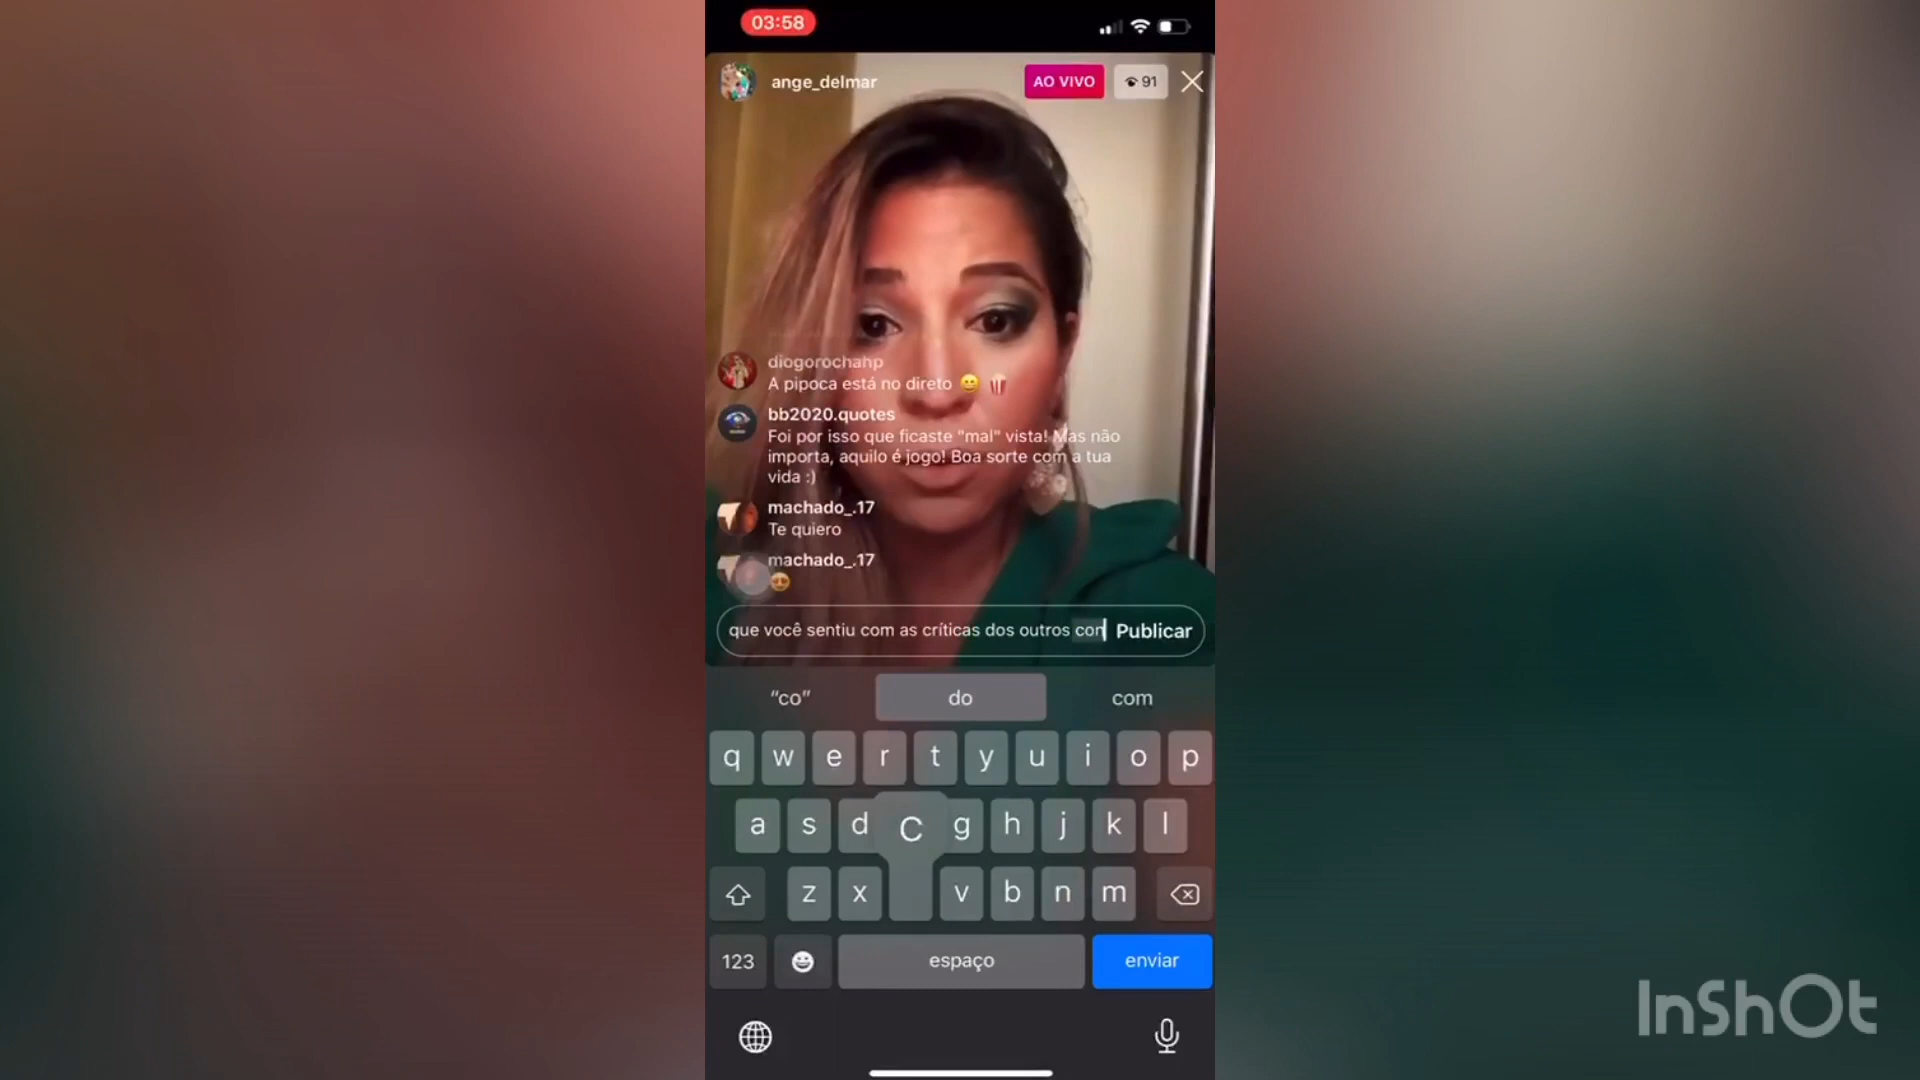 03:58
ange_delmar
AO VIVO
91
diogorochahp
A pipoca está no direto
bb2020.quotes
Foi por isso que ficaste "mal" vista! Mas não
importa, aquilo é jogo! Boa sorte com a tua
vida :)
machado_.17
Te quiero
machado_.17
que você sentiu com as críticas dos outros con
Publicar
"co" do com
q w e r t y u i o p
a s d C g h j k l
z x v b n m
123 espaço enviar
InShOt